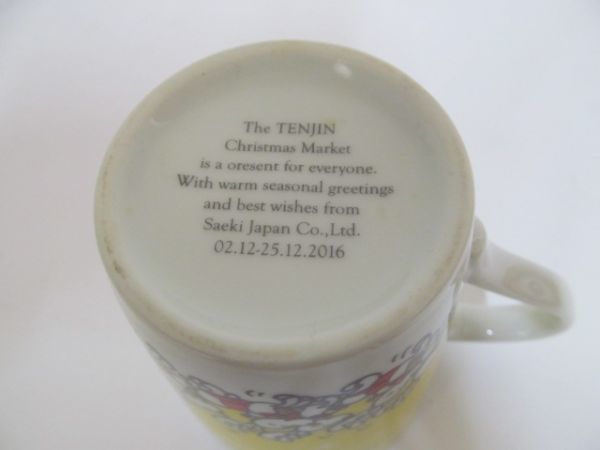 The TENJIN
Christmas Market
is a oresent for everyone.
With warm seasonal greetings
and best wishes from
Saeki Japan Co.,Ltd.
02.12-25.12.2016